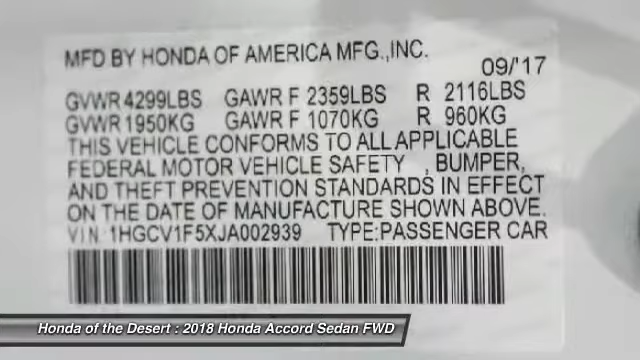 MFD BY HONDA OF AMERICA MFG.,INC.
09/'17
GVWR 4299LBS GAWR F 2359LBS R 2116LBS
GVWR 1950KG GAWR F 1070KG R 960KG
THIS VEHICLE CONFORMS TO ALL APPLICABLE
FEDERAL MOTOR VEHICLE SAFETY , BUMPER,
AND THEFT PREVENTION STANDARDS IN EFFECT
ON THE DATE OF MANUFACTURE SHOWN ABOVE.
VIN:1HGCV1F5XJA002939 TYPE:PASSENGER CAR
Honda of the Desert : 2018 Honda Accord Sedan FWD